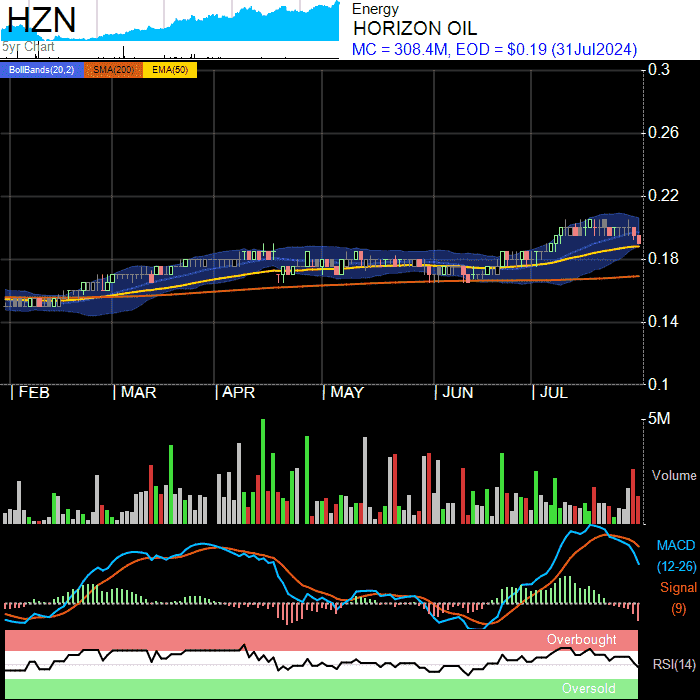 HZN
5yr Chart
Energy
HORIZON OIL
MC = 308.4M, EOD = $0.19 (31Jul2024)
BollBands(20,2) SMA(200) EMA(50)
0.3
0.26
0.22
0.18
0.14
0.1
FEB MAR APR MAY JUN JUL
5M
Volume
MACD
(12-26)
Signal
(9)
Overbought
RSI(14)
Oversold